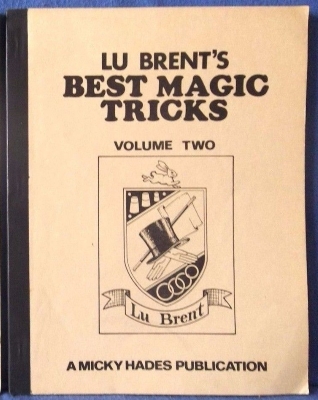 LU BRENT'S
BEST MAGIC
TRICKS
VOLUME TWO
Lu Brent
A MICKY HADES PUBLICATION